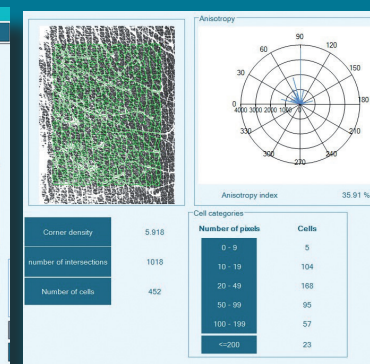 Anisotropy
90
60
120
30
150
0
180
4000 3000 2000 1000 0
330
210
300
240
270
Anisotropy index 35.91 %
Corner density 5.918
number of intersections 1018
Number of cells 452
Cell categories
Number of pixels Cells
0 - 9 5
10 - 19 104
20 - 49 168
50 - 99 95
100 - 199 57
<=200 23